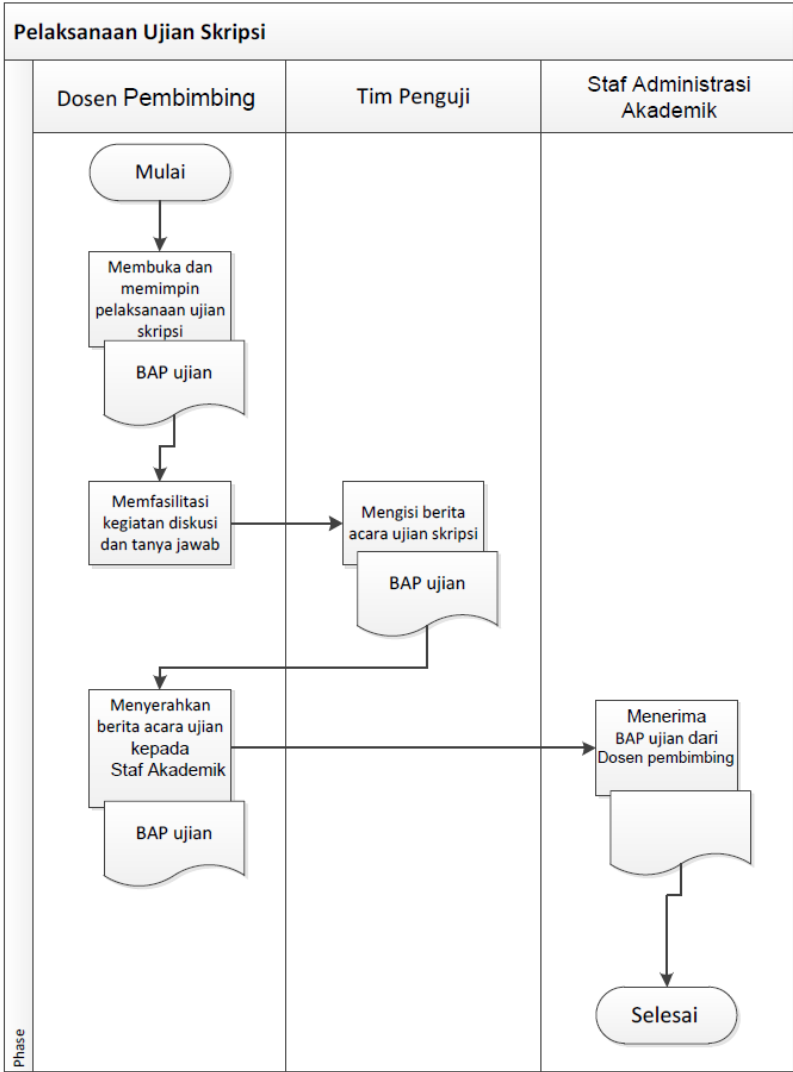 Pelaksanaan Ujian Skripsi
Dosen Pembimbing
Tim Penguji
Staf Administrasi
Akademik
Mulai
Membuka dan
memimpin
pelaksanaan ujian
skripsi
BAP ujian
Memfasilitasi
kegiatan diskusi
dan tanya jawab
Mengisi berita
acara ujian skripsi
BAP ujian
Menyerahkan
berita acara ujian
kepada
Staf Akademik
BAP ujian
Menerima
BAP ujian dari
Dosen pembimbing
Selesai
Phase